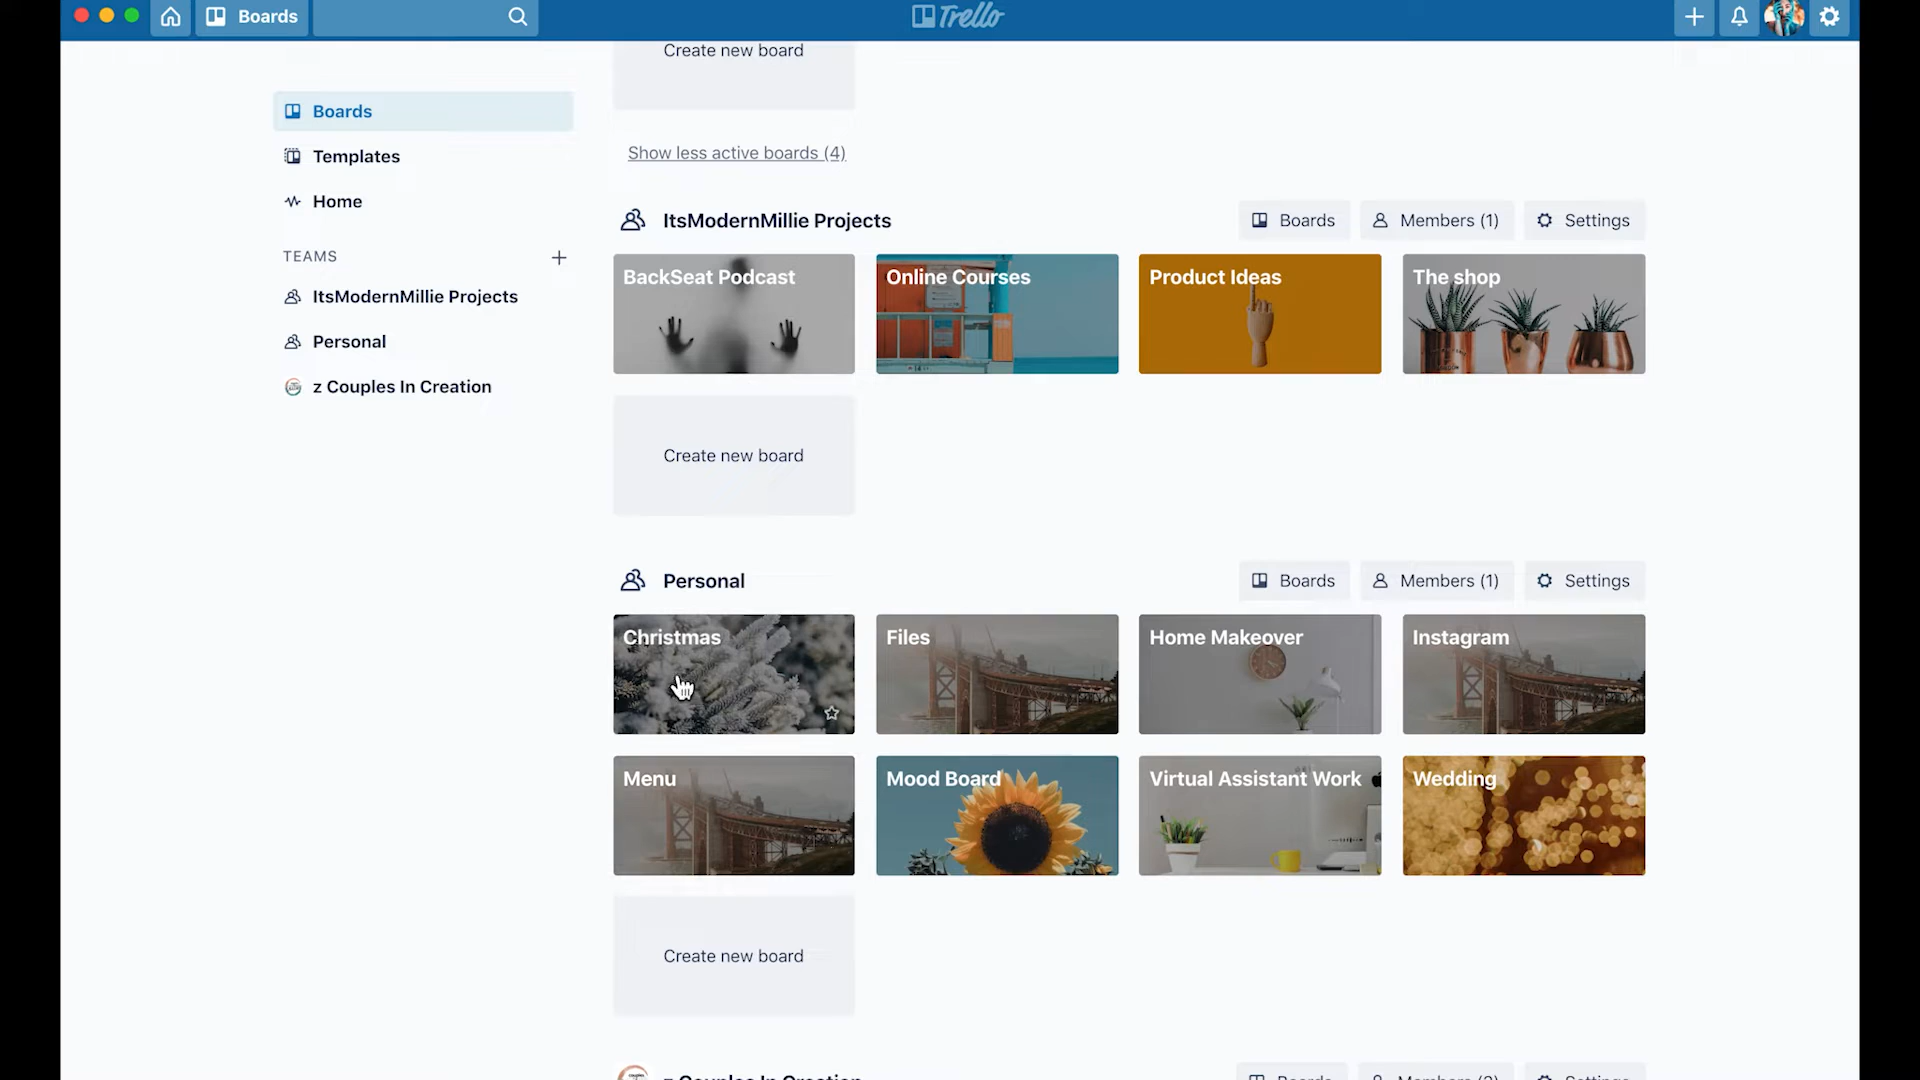 Boards
Trello
Create new board
Boards
Templates
Home
TEAMS
ItsModernMillie Projects
Personal
z Couples In Creation
Show less active boards (4)
ItsModernMillie Projects
Boards
Members (1)
Settings
BackSeat Podcast
Online Courses
Product Ideas
The shop
Create new board
Personal
Boards
Members (1)
Settings
Christmas
Files
Home Makeover
Instagram
Menu
Mood Board
Virtual Assistant Work
Wedding
Create new board
z Couples In Creation
Boards
Members (2)
Settings